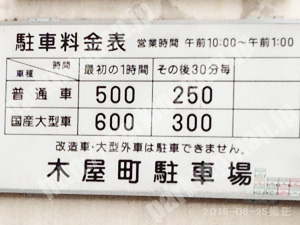 駐車料金表 営業時間 午前10:00~午前1:00
時間 車種 最初の1時間 その後30分毎
普通車 500 250
国産大型車 600 300
改造車・大型外車は駐車できません。
木屋町駐車場